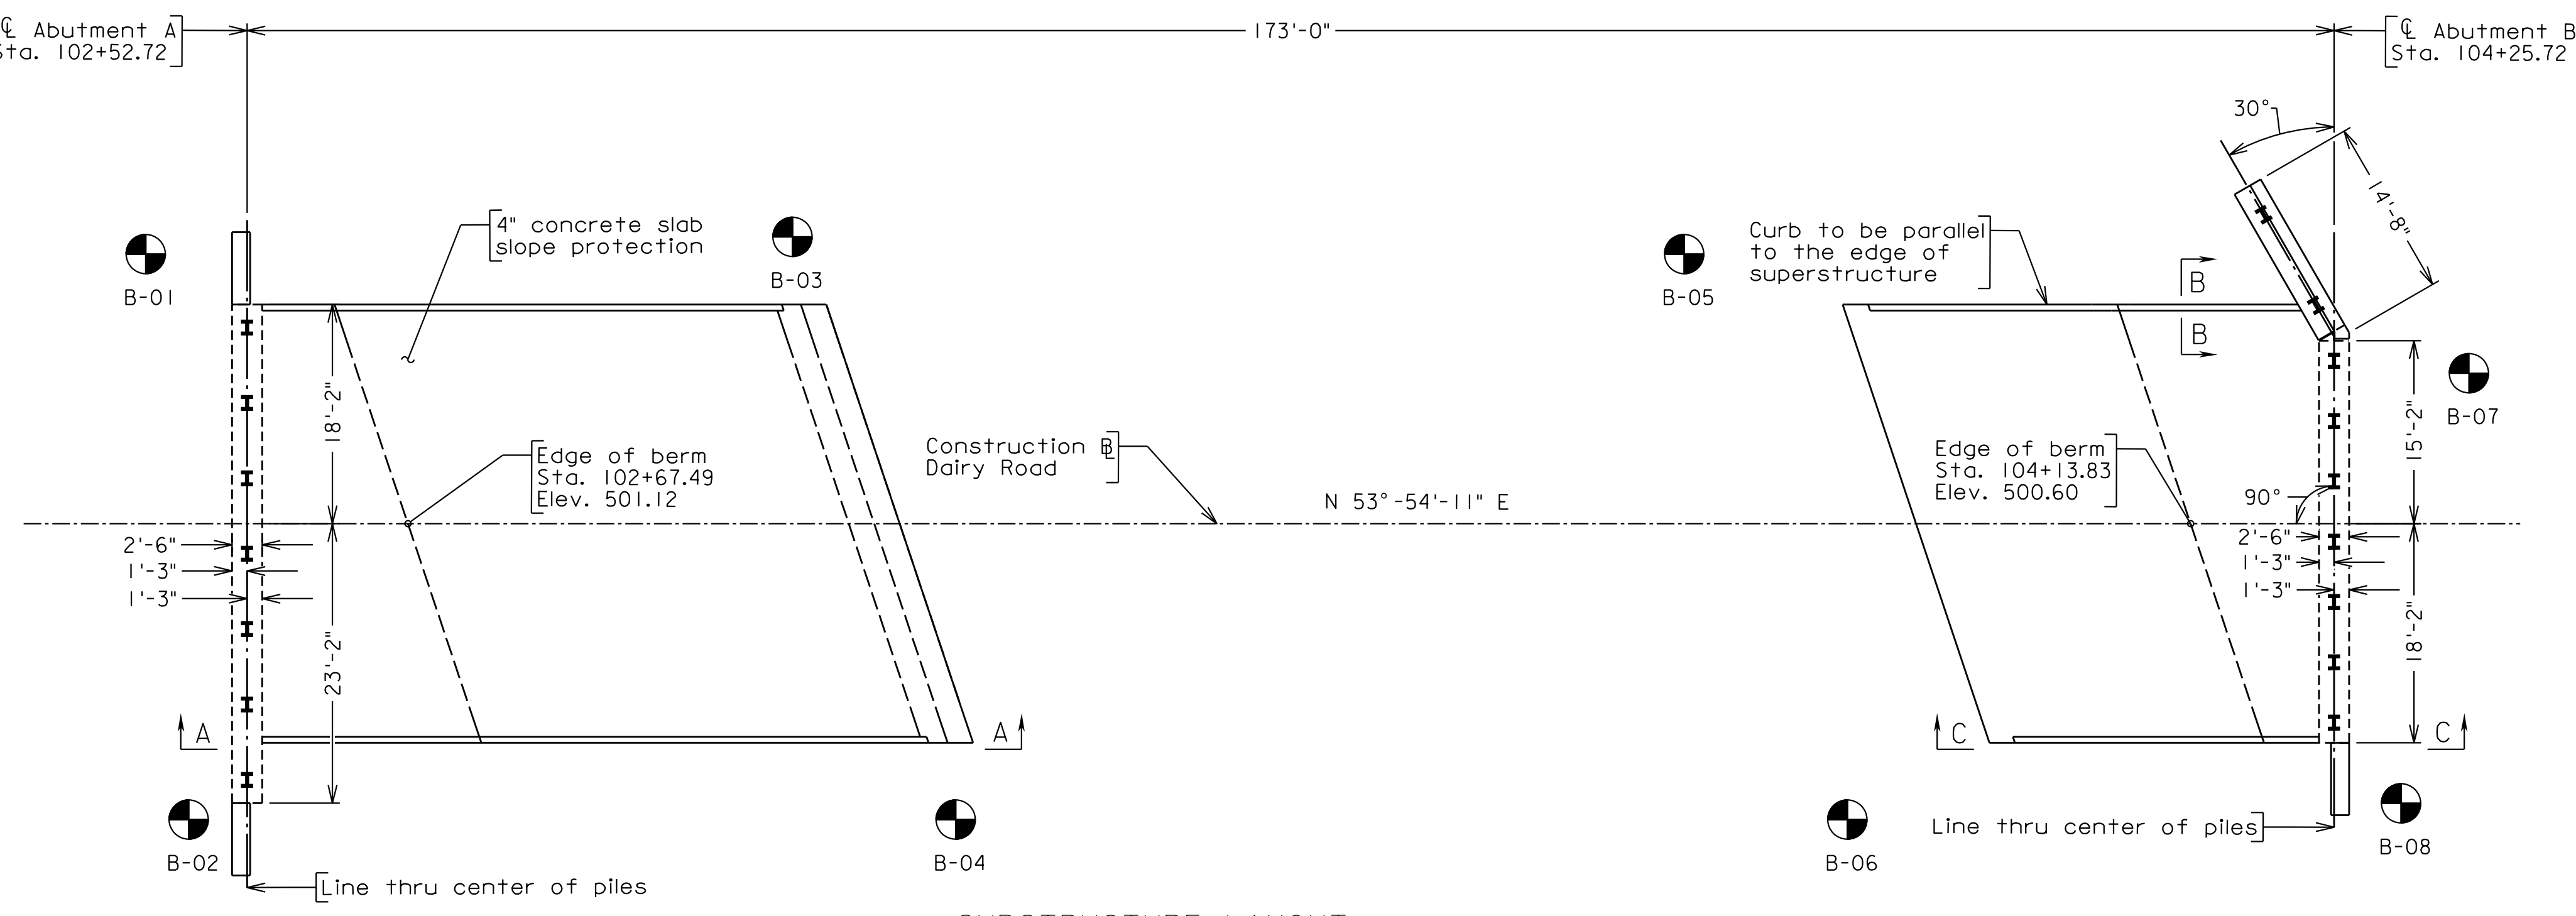 ℄ Abutment A
Sta. 102+52.72
173'-0"
℄ Abutment B
Sta. 104+25.72
30°
14'-8"
4" concrete slab
slope protection
B-01
B-03
B-05
Curb to be parallel
to the edge of
superstructure
B
B
B-07
18'-2"
15'-2"
Edge of berm
Sta. 102+67.49
Elev. 501.12
Construction B
Dairy Road
N 53°-54'-11" E
Edge of berm
Sta. 104+13.83
Elev. 500.60
90°
2'-6"
1'-3"
1'-3"
2'-6"
1'-3"
1'-3"
23'-2"
18'-2"
A
A
C
C
B-02
B-04
B-06
B-08
Line thru center of piles
Line thru center of piles